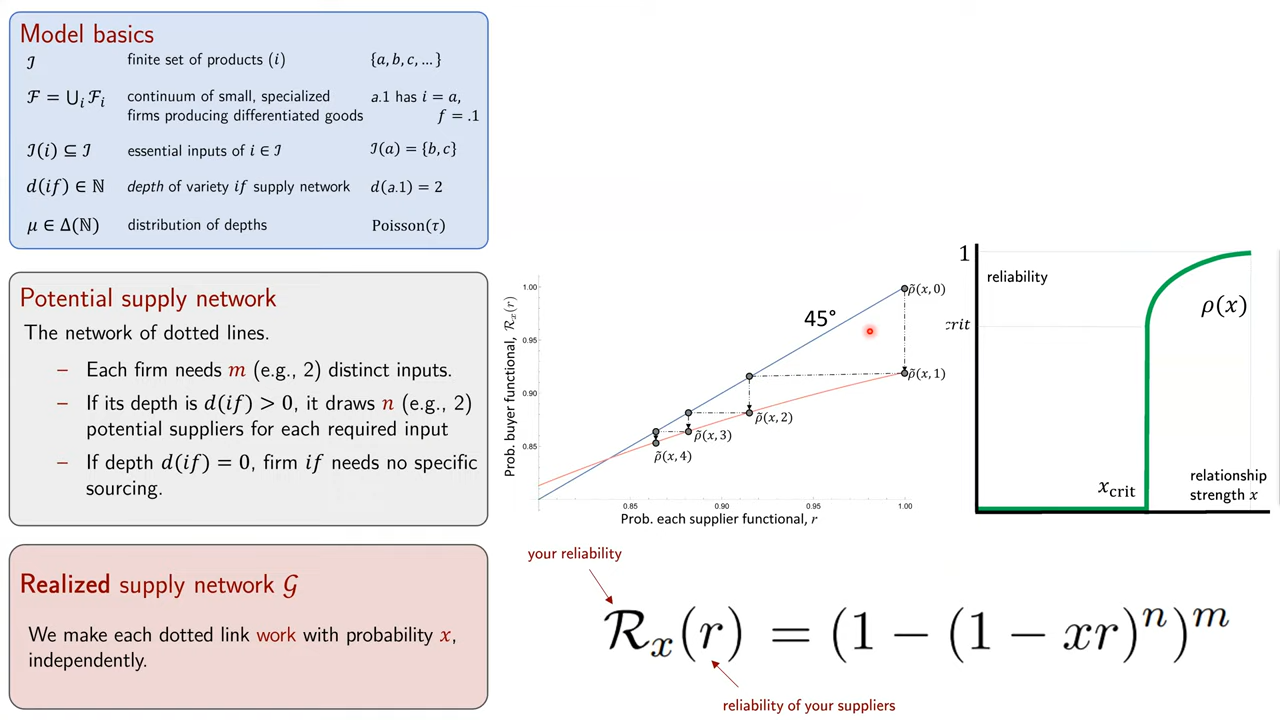 Model basics
ℐ finite set of products (i) {a, b, c, … }
ℱ = ⋃ᵢ ℱᵢ continuum of small, specialized a.1 has i = a,
firms producing differentiated goods f = .1
ℐ(i) ⊆ ℐ essential inputs of i ∈ ℐ ℐ(a) = {b, c}
d(if) ∈ ℕ depth of variety if supply network d(a.1) = 2
μ ∈ Δ(ℕ) distribution of depths Poisson(τ)
Potential supply network
The network of dotted lines.
– Each firm needs m (e.g., 2) distinct inputs.
– If its depth is d(if) > 0, it draws n (e.g., 2)
potential suppliers for each required input
– If depth d(if) = 0, firm if needs no specific
sourcing.
Realized supply network 𝒢
We make each dotted link work with probability x,
independently.
Prob. buyer functional, ℛₓ(r)
1.00
0.95
0.90
0.85
45°
ρ̃(x, 0)
ρ̃(x, 1)
ρ̃(x, 2)
ρ̃(x, 3)
ρ̃(x, 4)
0.85 0.90 0.95 1.00
Prob. each supplier functional, r
1
reliability
crit
ρ(x)
x_crit
relationship
strength x
your reliability
ℛₓ(r) = (1 − (1 − xr)ⁿ)ᵐ
reliability of your suppliers